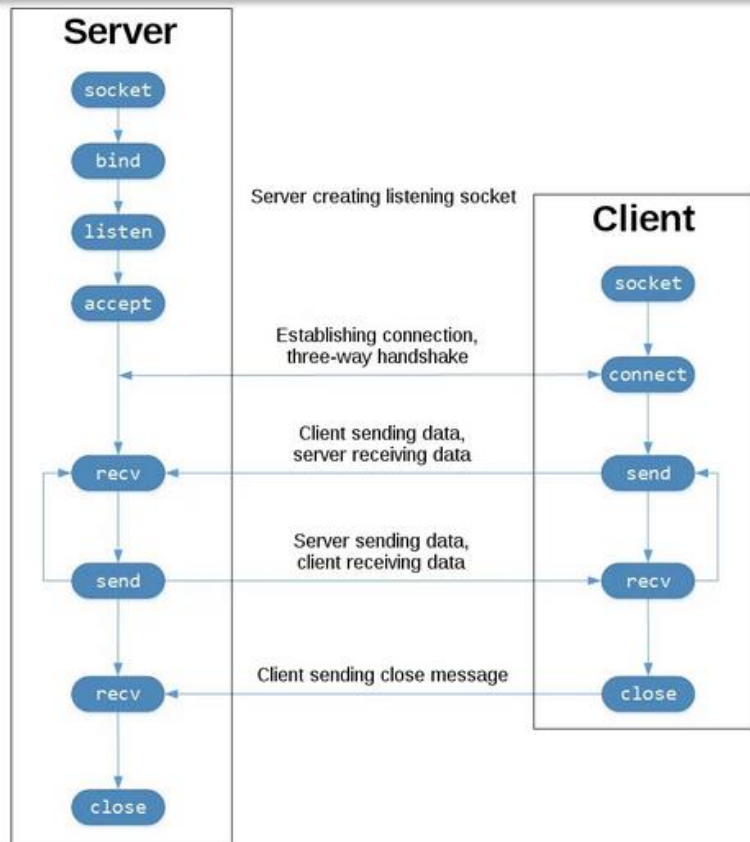 Server
socket
bind
listen
accept
recv
send
recv
close
Server creating listening socket
Establishing connection,
three-way handshake
Client sending data,
server receiving data
Server sending data,
client receiving data
Client sending close message
Client
socket
connect
send
recv
close